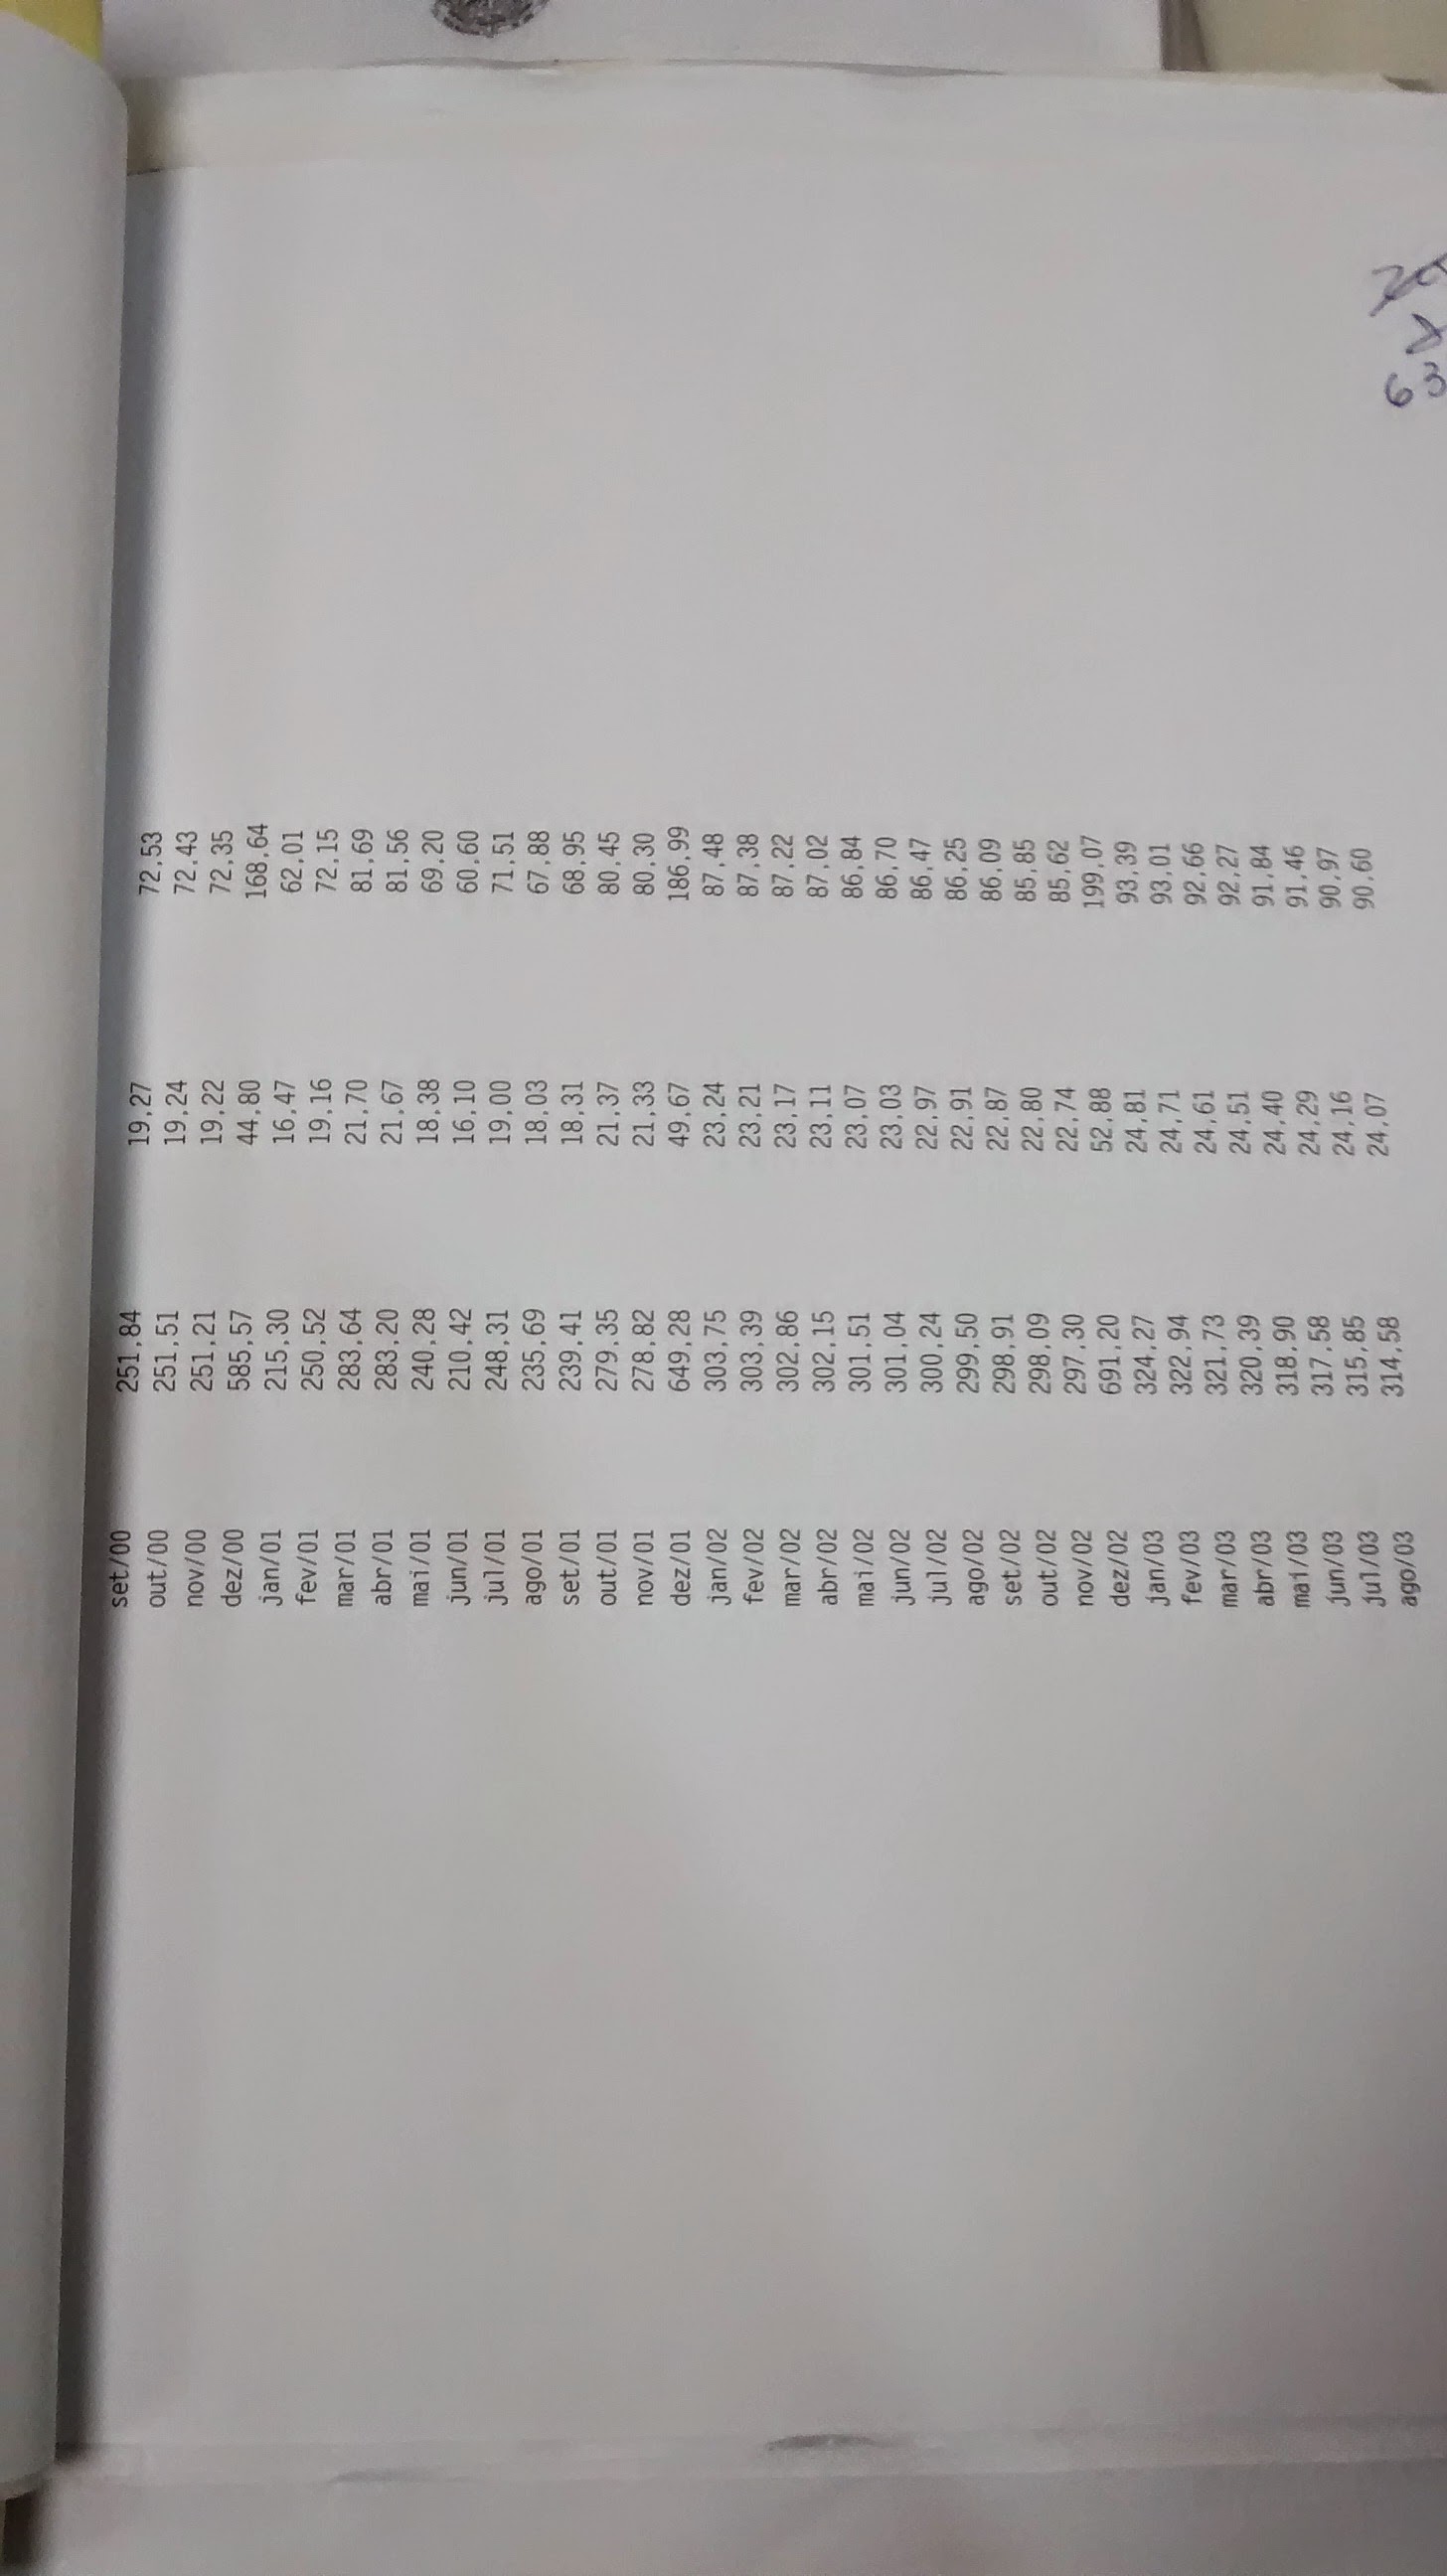 set/00 251,84 19,27 72,53
out/00 251,51 19,24 72,43
nov/00 251,21 19,22 72,35
dez/00 585,57 44,80 168,64
jan/01 215,30 16,47 62,01
fev/01 250,52 19,16 72,15
mar/01 283,64 21,70 81,69
abr/01 283,20 21,67 81,56
mai/01 240,28 18,38 69,20
jun/01 210,42 16,10 60,60
jul/01 248,31 19,00 71,51
ago/01 235,69 18,03 67,88
set/01 239,41 18,31 68,95
out/01 279,35 21,37 80,45
nov/01 278,82 21,33 80,30
dez/01 649,28 49,67 186,99
jan/02 303,75 23,24 87,48
fev/02 303,39 23,21 87,38
mar/02 302,86 23,17 87,22
abr/02 302,15 23,11 87,02
mai/02 301,51 23,07 86,84
jun/02 301,04 23,03 86,70
jul/02 300,24 22,97 86,47
ago/02 299,50 22,91 86,25
set/02 298,91 22,87 86,09
out/02 298,09 22,80 85,85
nov/02 297,30 22,74 85,62
dez/02 691,20 52,88 199,07
jan/03 324,27 24,81 93,39
fev/03 322,94 24,71 93,01
mar/03 321,73 24,61 92,66
abr/03 320,39 24,51 92,27
mai/03 318,90 24,40 91,84
jun/03 317,58 24,29 91,46
jul/03 315,85 24,16 90,97
ago/03 314,58 24,07 90,60
63